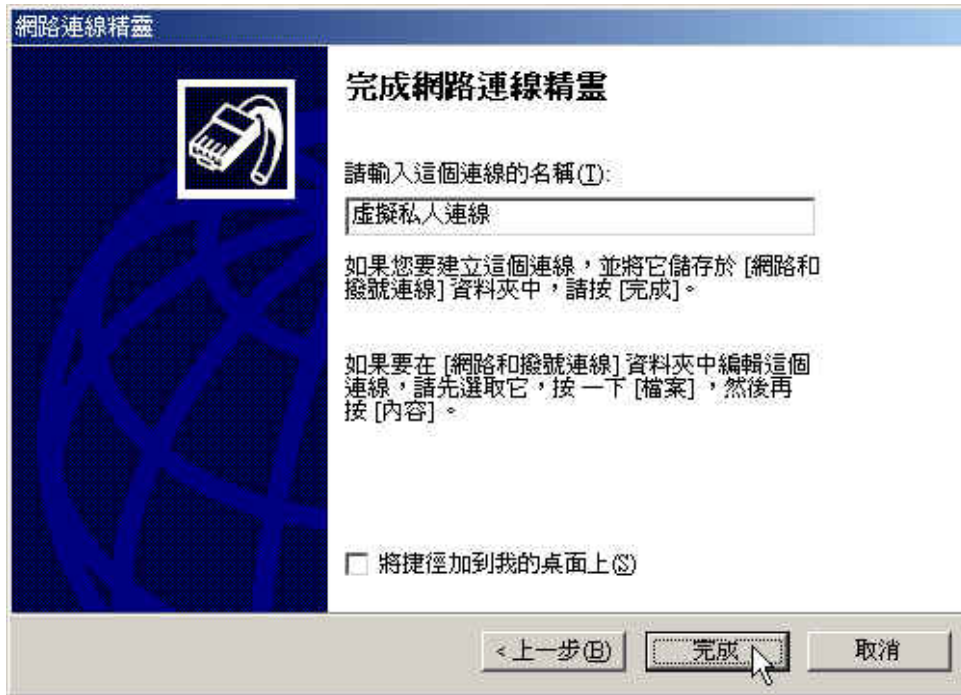 網路連線精靈
完成網路連線精靈
請輸入這個連線的名稱(T):
虛擬私人連線
如果您要建立這個連線，並將它儲存於 [網路和
撥號連線] 資料夾中，請按 [完成]。
如果要在 [網路和撥號連線] 資料夾中編輯這個
連線，請先選取它，按一下 [檔案] ，然後再
按 [內容] 。
將捷徑加到我的桌面上(S)
<上一步(B)
完成
取消